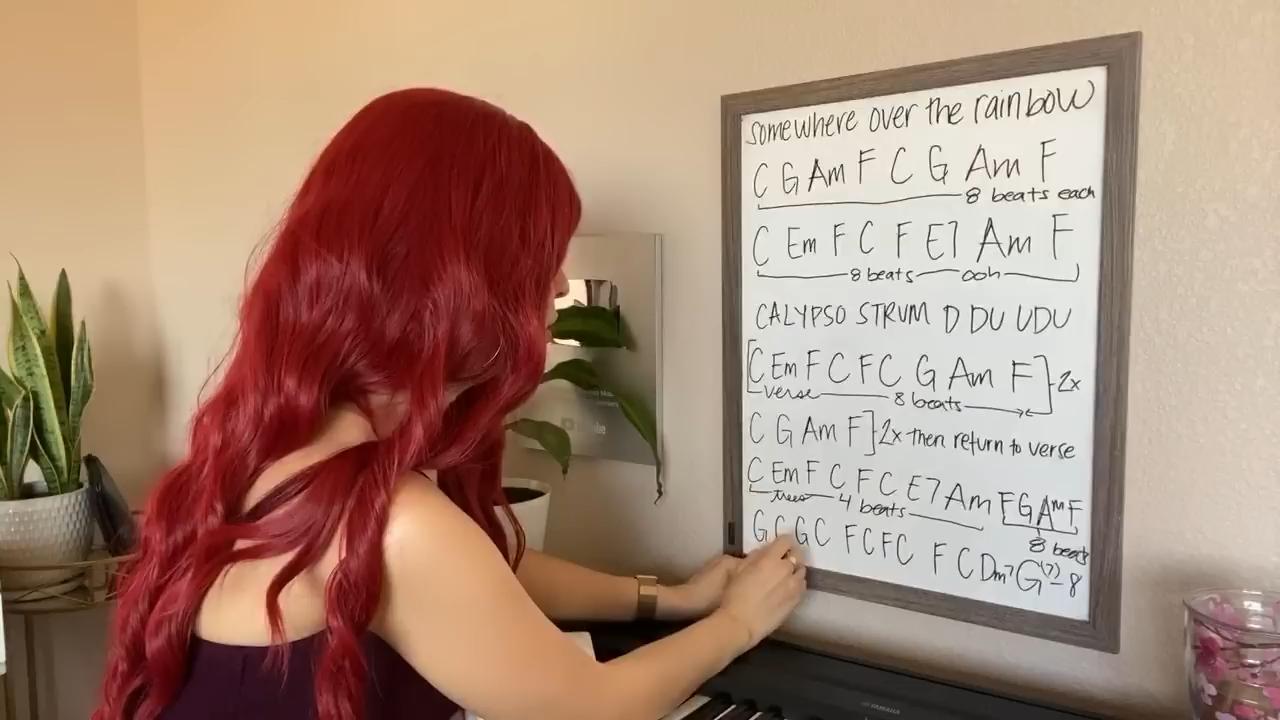 somewhere over the rainbow
C G Am F C G Am F
8 beats each
C Em F C F E7 Am F
8 beats ooh
CALYPSO STRUM D DU UDU
[C Em F C F C G Am F] 2x
verse 8 beats
C G Am F] 2x then return to verse
C Em F C F C E7 Am F G Am F
trees 4 beats
8 beats
G C G C F C F C F C Dm7 G(7)- 8
YAMAHA